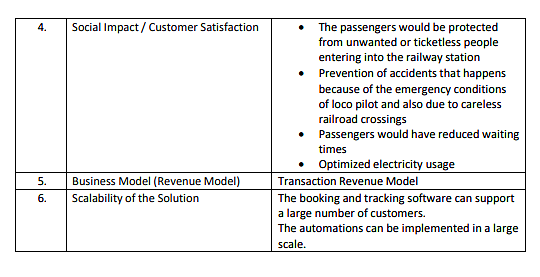 4. Social Impact / Customer Satisfaction • The passengers would be protected
from unwanted or ticketless people
entering into the railway station
• Prevention of accidents that happens
because of the emergency conditions
of loco pilot and also due to careless
railroad crossings
• Passengers would have reduced waiting
times
• Optimized electricity usage
5. Business Model (Revenue Model) Transaction Revenue Model
6. Scalability of the Solution The booking and tracking software can support
a large number of customers.
The automations can be implemented in a large
scale.